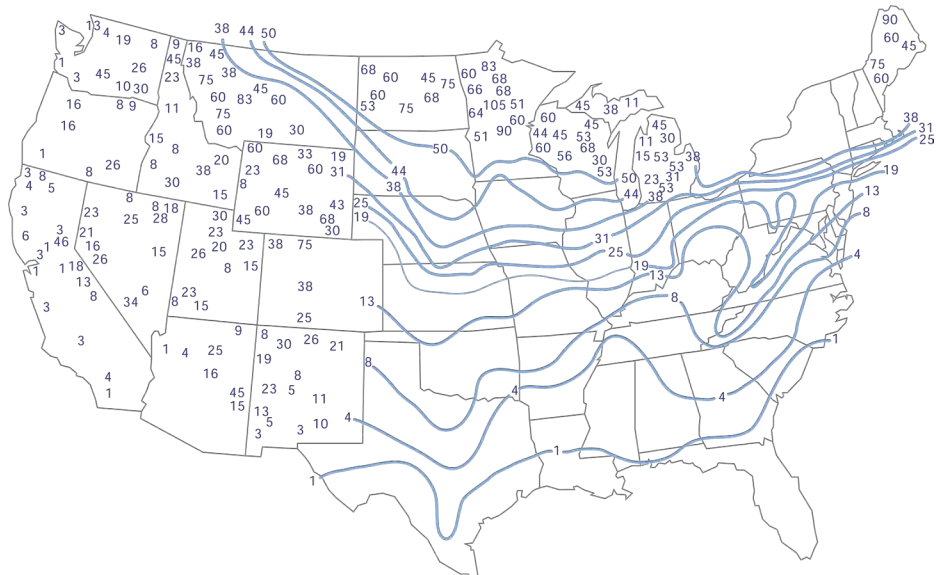 90
3 13 4 19 8 9 16 38 44 50
60 45
45 45 38
1 26 38 68 60 45 75 60 83 75
3 45 23 75 68 60
10 30 45 66 68
16 8 9 11 60 83 60 53 75 68 64 105 51 45 38 11
75 60 60 38
16 15 60 19 30 51 90 44 45 53 45 45 30 31
8 60 33 19 50 60 68 11 25
1 26 8 20 68 56 30 15 53 38
3 8 8 38 23 60 31 44 53 53 19
4 5 30 8 38 50 23 31
8 15 45 44 38 53 13
3 23 8 18 60 43 25
25 28 30 45 38 68 19 8
6 3 21 23 30 31
1 46 16 20 23 38 75 25
3 26 15 26 4
1 1 18 8 15 19 13
13 38
3 8 34 6 23 13 8
8 15
25
3 9 8 26 1
1 4 25 30 21
19 8
4 16 8
1 45 23 5 11 4 4
15 13
5 10 4
3 3
1
1